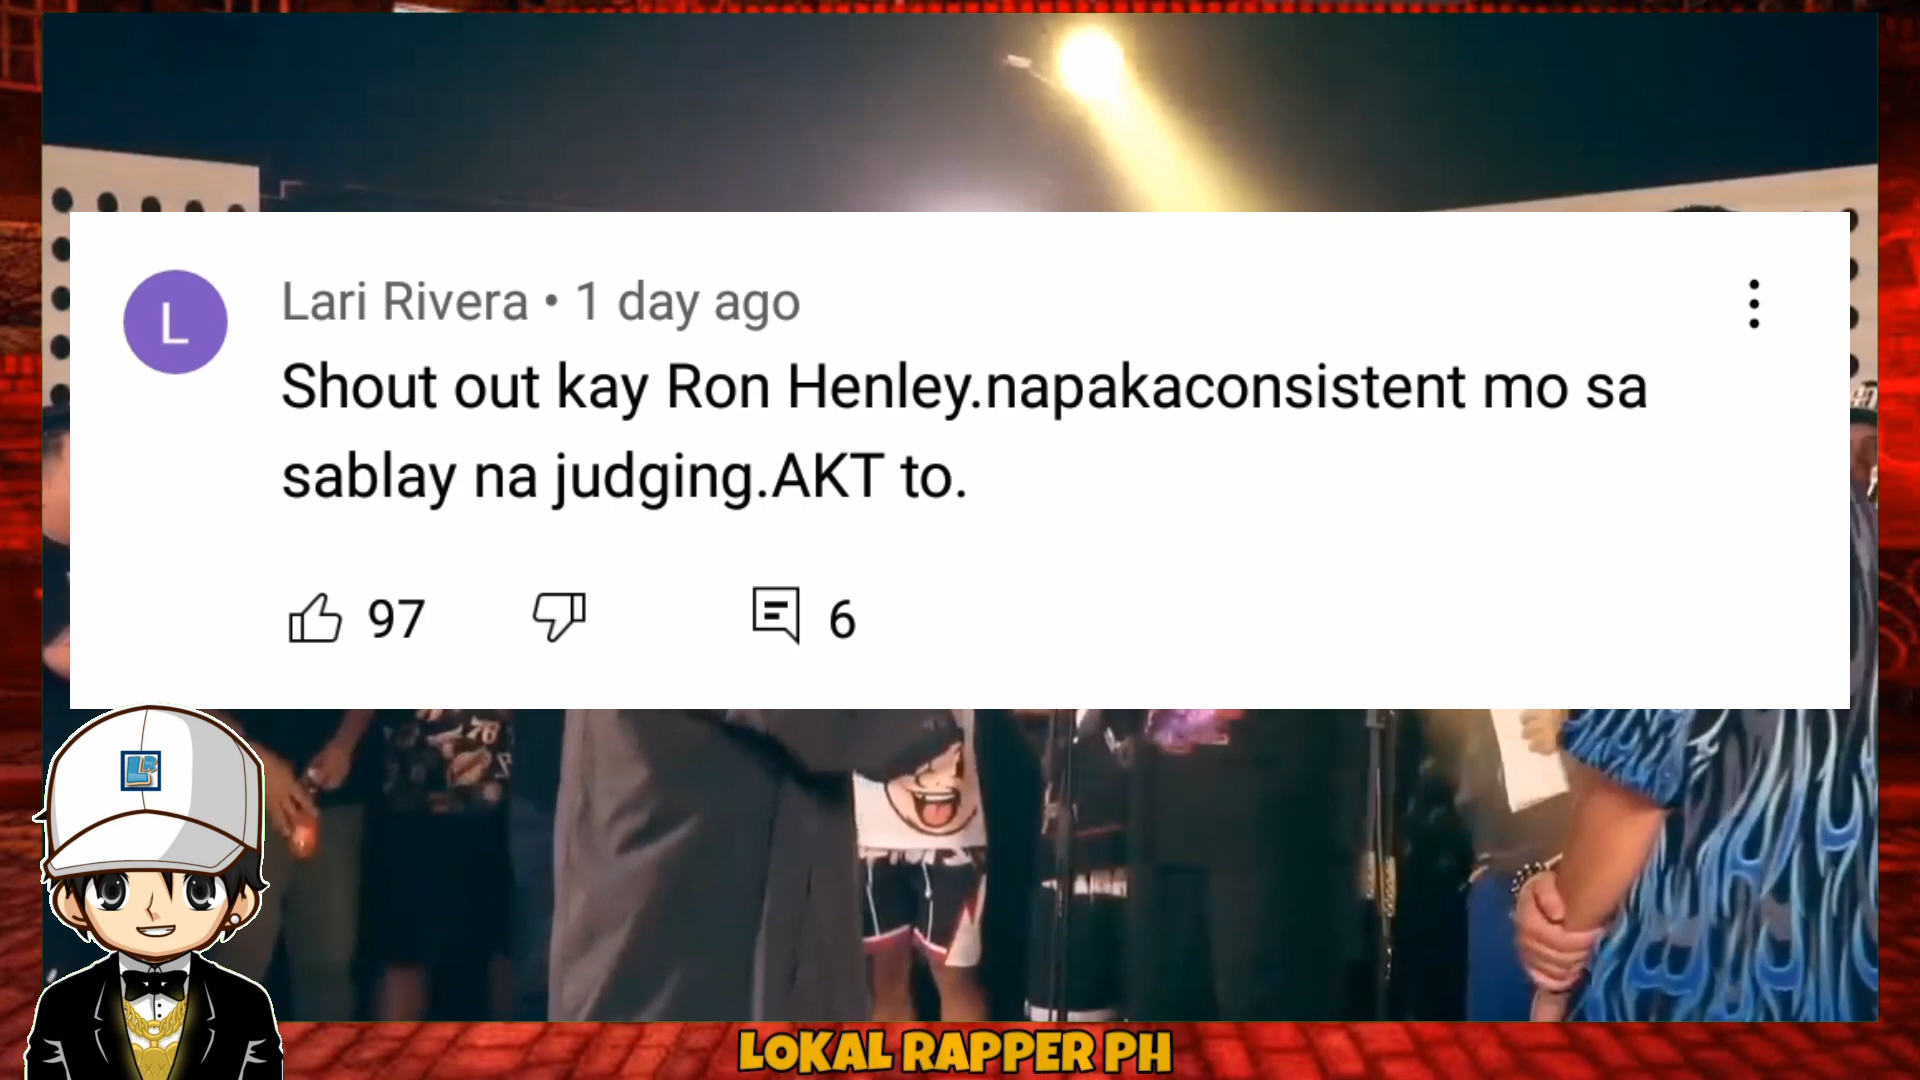 L
Lari Rivera • 1 day ago
Shout out kay Ron Henley.napakaconsistent mo sa
sablay na judging.AKT to.
97
6
LOKAL RAPPER PH